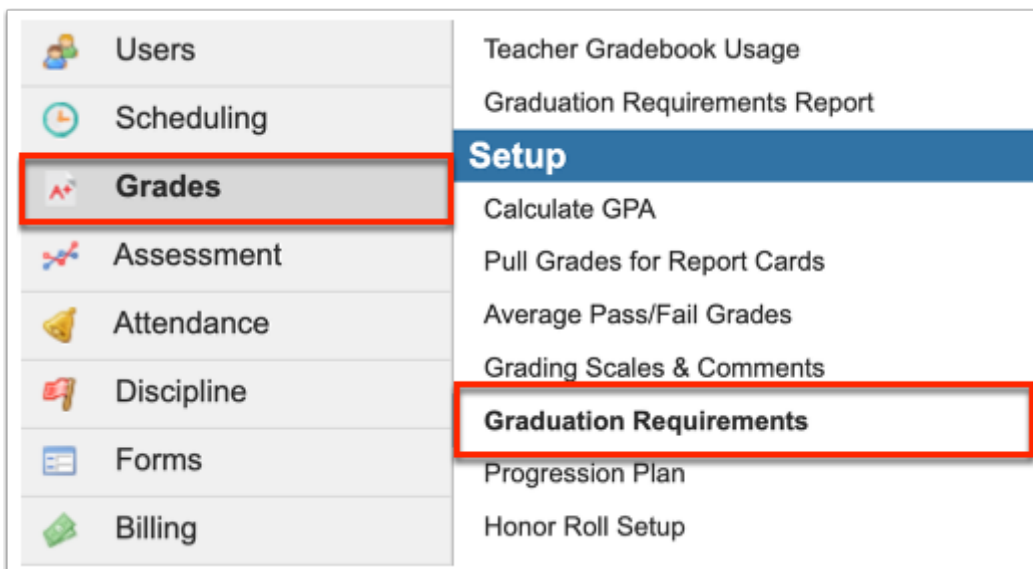 Users
Scheduling
A+ Grades
Assessment
Attendance
Discipline
Forms
Billing
Teacher Gradebook Usage
Graduation Requirements Report
Setup
Calculate GPA
Pull Grades for Report Cards
Average Pass/Fail Grades
Grading Scales & Comments
Graduation Requirements
Progression Plan
Honor Roll Setup